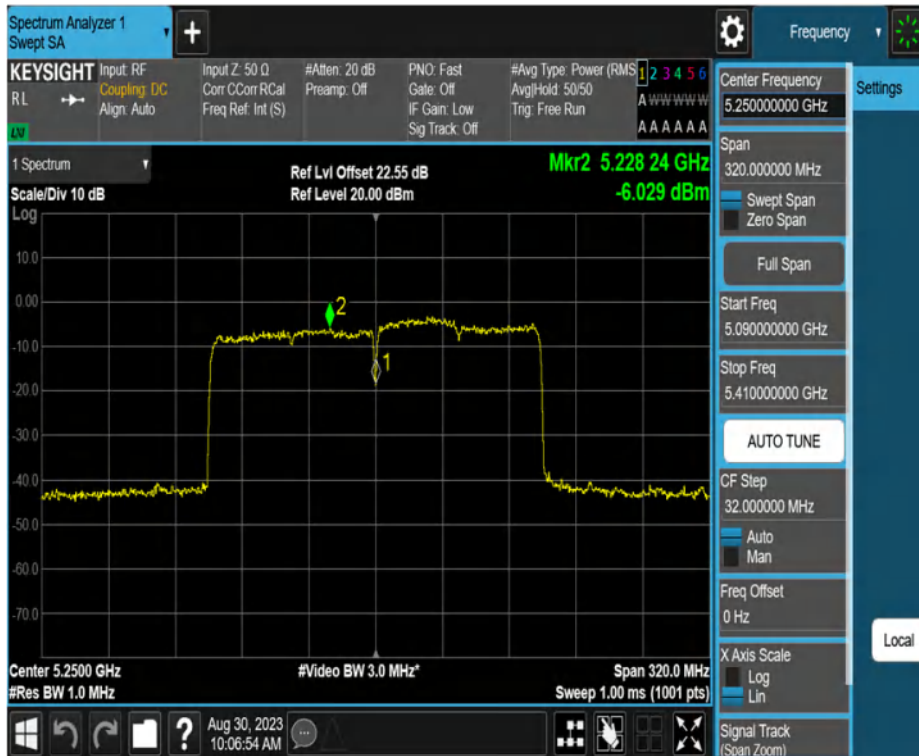 Spectrum Analyzer 1
Swept SA
+
Frequency
KEYSIGHT
RL
LXI
Input: RF
Coupling: DC
Align: Auto
Input Z: 50 Ω
Corr CCorr RCal
Freq Ref: Int (S)
#Atten: 20 dB
Preamp: Off
PNO: Fast
Gate: Off
IF Gain: Low
Sig Track: Off
#Avg Type: Power (RMS
Avg|Hold: 50/50
Trig: Free Run
1 2 3 4 5 6
A W W W W W
A A A A A A
1 Spectrum
Scale/Div 10 dB
Log
Ref Lvl Offset 22.55 dB
Ref Level 20.00 dBm
Mkr2 5.228 24 GHz
-6.029 dBm
10.0
0.00
-10.0
-20.0
-30.0
-40.0
-50.0
-60.0
-70.0
2
1
Center 5.2500 GHz
#Res BW 1.0 MHz
#Video BW 3.0 MHz*
Span 320.0 MHz
Sweep 1.00 ms (1001 pts)
?
Aug 30, 2023
10:06:54 AM
Center Frequency
5.250000000 GHz
Span
320.000000 MHz
Swept Span
Zero Span
Full Span
Start Freq
5.090000000 GHz
Stop Freq
5.410000000 GHz
AUTO TUNE
CF Step
32.000000 MHz
Auto
Man
Freq Offset
0 Hz
X Axis Scale
Log
Lin
Signal Track
(Span Zoom)
Settings
Local